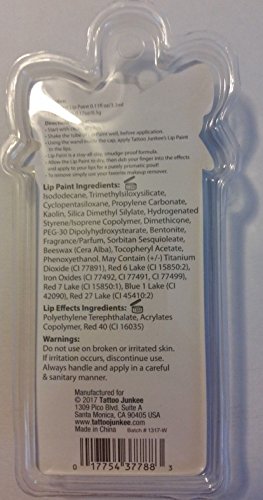 Lip Paint 0.11fl oz/3.3ml
0.017oz/0.5g
Directions
• Start with clean, dry lips.
• Shake the tube of Lip Paint well, before application.
• Using the wand inside the cap, apply Tattoo Junkee's Lip Paint
to the lips.
• Lip Paint is a stay all day, smudge-proof formula.
• Allow the Lip Paint to dry, then dab your finger into the effects
and apply to your lips for a purely prismatic pow!!
• To remove simply use your favorite makeup remover.
Lip Paint Ingredients:
Isododecane, Trimethylsiloxysilicate,
Cyclopentasiloxane, Propylene Carbonate,
Kaolin, Silica Dimethyl Silylate, Hydrogenated
Styrene/Isoprene Copolymer, Dimethicone,
PEG-30 Dipolyhydroxystearate, Bentonite,
Fragrance/Parfum, Sorbitan Sesquioleate,
Beeswax (Cera Alba), Tocopheryl Acetate,
Phenoxyethanol, May Contain (+/-) Titanium
Dioxide (CI 77891), Red 6 Lake (CI 15850:2),
Iron Oxides (CI 77492, CI 77491, CI 77499),
Red 7 Lake (CI 15850:1), Blue 1 Lake (CI
42090), Red 27 Lake (CI 45410:2)
Lip Effects Ingredients:
Polyethylene Terephthalate, Acrylates
Copolymer, Red 40 (CI 16035)
Warnings:
Do not use on broken or irritated skin.
If irritation occurs, discontinue use.
Always handle and apply in a careful
& sanitary manner.
Manufactured for
© 2017 Tattoo Junkee
1309 Pico Blvd. Suite A
Santa Monica, CA 90405 USA
Made in China Batch # 1317-W
0 17754 37788 3